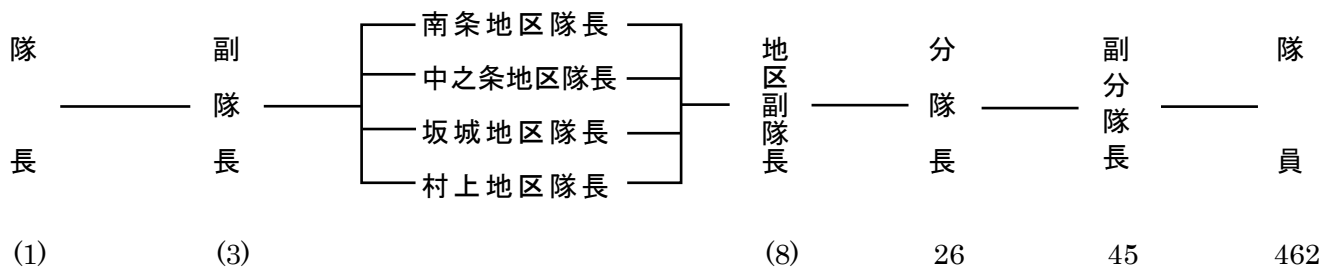 隊長
副隊長
南条地区隊長
中之条地区隊長
坂城地区隊長
村上地区隊長
地区副隊長
分隊長
副分隊長
隊員
(1) (3) (8) 26 45 462